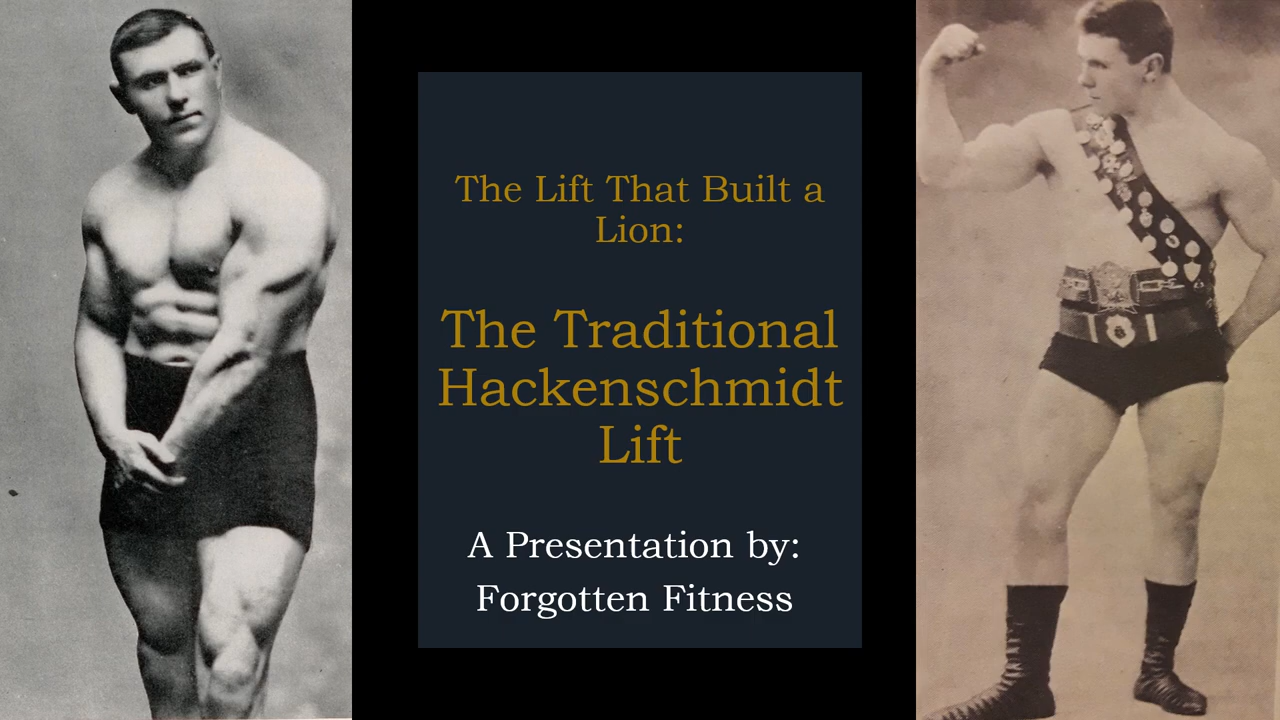 The Lift That Built a
Lion:
The Traditional
Hackenschmidt
Lift
A Presentation by:
Forgotten Fitness